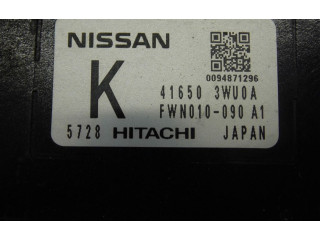 NISSAN
0094871296
K
41650 3WU0A
FWN010-090 A1
5728 HITACHI JAPAN